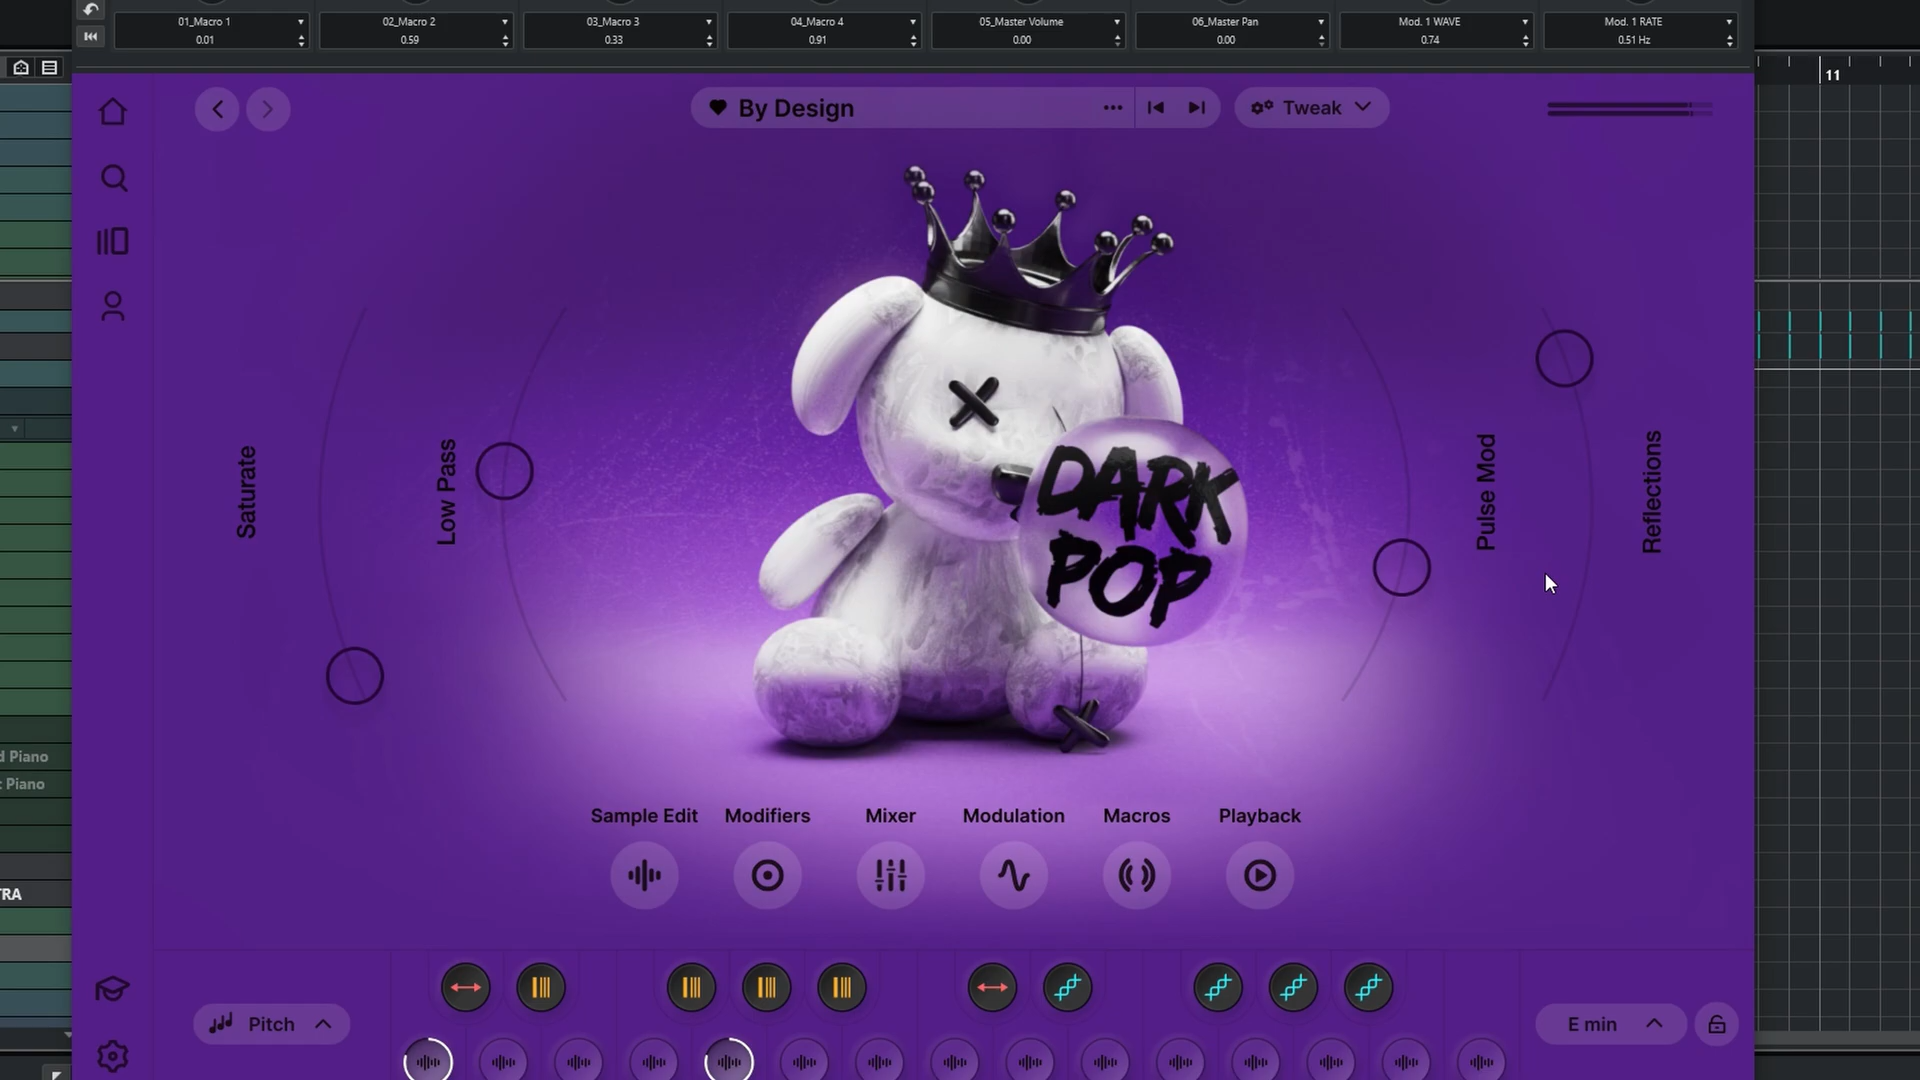 01_Macro 1
0.01
02_Macro 2
0.59
03_Macro 3
0.33
04_Macro 4
0.91
05_Master Volume
0.00
06_Master Pan
0.00
Mod. 1 WAVE
0.74
Mod. 1 RATE
0.51 Hz
11
By Design
Tweak
Saturate
Low Pass
DARK
POP
Pulse Mod
Reflections
d Piano
t Piano
TRA
Sample Edit
Modifiers
Mixer
Modulation
Macros
Playback
Pitch
E min